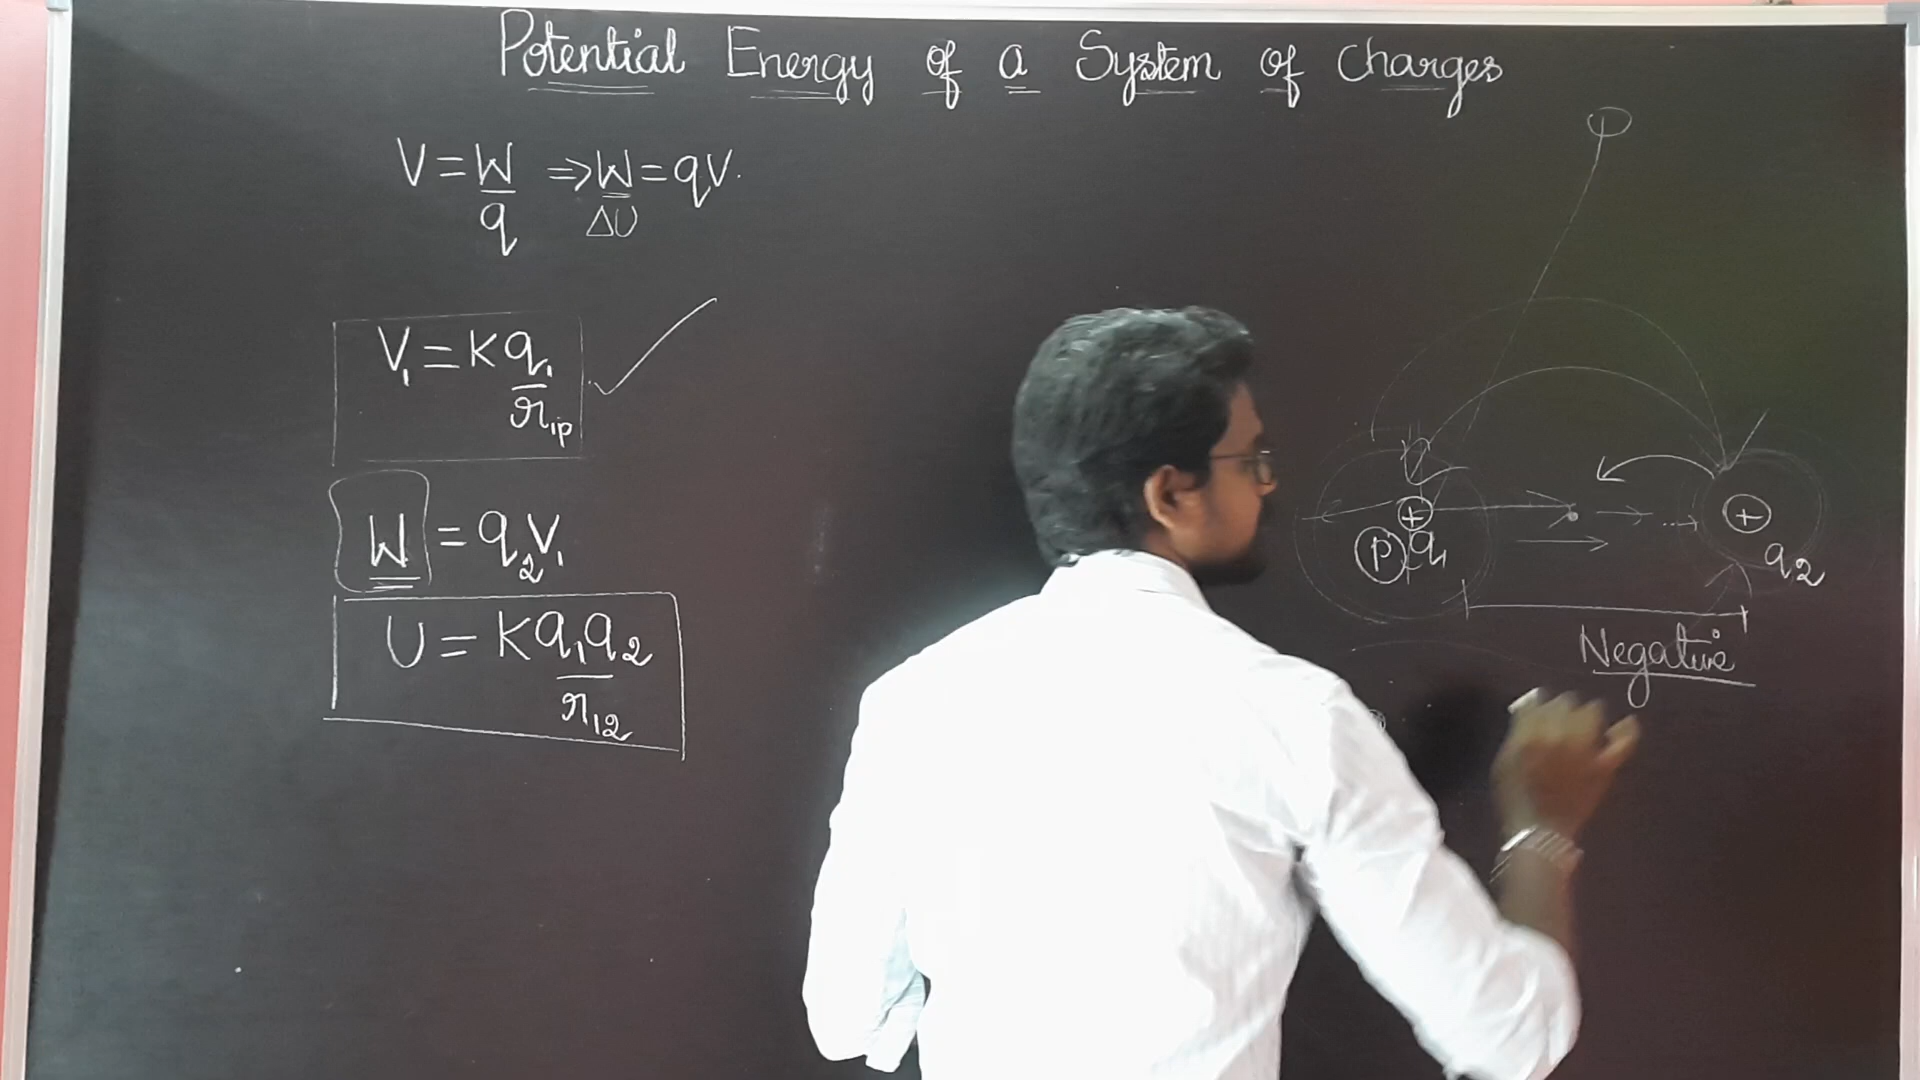 Potential Energy of a System of Charges
V = W/q ⇒ W = qV.
ΔU
V₁ = K q₁/r₁p
W = q₂V₁
U = K q₁q₂/r₁₂
+ +
P q₁ q₂
Negative